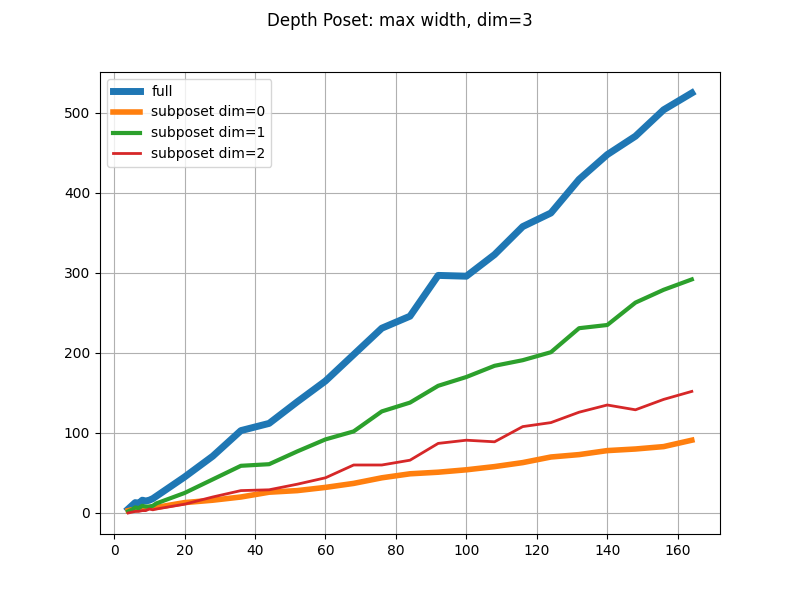 Depth Poset: max width, dim=3
full
subposet dim=0
subposet dim=1
subposet dim=2
500
400
300
200
100
0
0 20 40 60 80 100 120 140 160